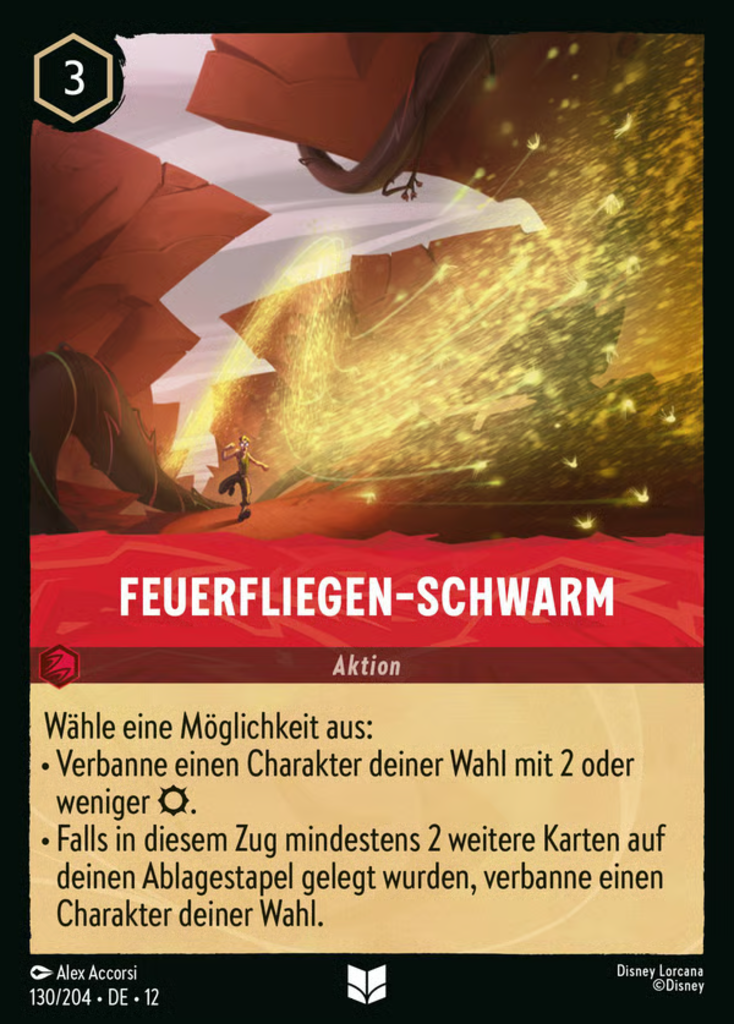 3
FEUERFLIEGEN-SCHWARM
Aktion
Wähle eine Möglichkeit aus:
• Verbanne einen Charakter deiner Wahl mit 2 oder
weniger.
• Falls in diesem Zug mindestens 2 weitere Karten auf
deinen Ablagestapel gelegt wurden, verbanne einen
Charakter deiner Wahl.
Alex Accorsi
130/204 • DE • 12
Disney Lorcana
©Disney